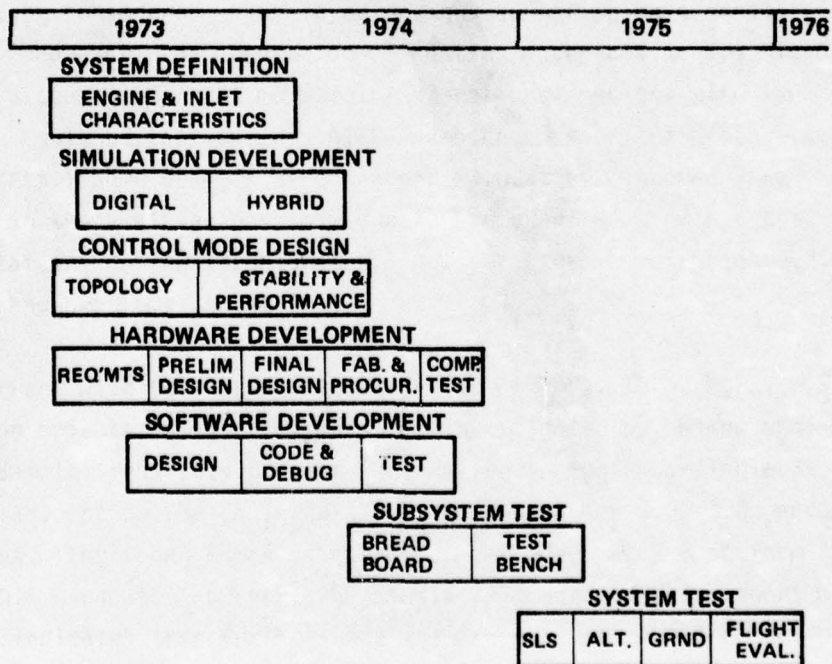 1973 1974 1975 1976
SYSTEM DEFINITION
ENGINE & INLET
CHARACTERISTICS
SIMULATION DEVELOPMENT
DIGITAL HYBRID
CONTROL MODE DESIGN
TOPOLOGY STABILITY &
PERFORMANCE
HARDWARE DEVELOPMENT
REQ'MTS PRELIM DESIGN FINAL DESIGN FAB. & PROCUR. COMP. TEST
SOFTWARE DEVELOPMENT
DESIGN CODE & DEBUG TEST
SUBSYSTEM TEST
BREAD BOARD TEST BENCH
SYSTEM TEST
SLS ALT. GRND FLIGHT EVAL.